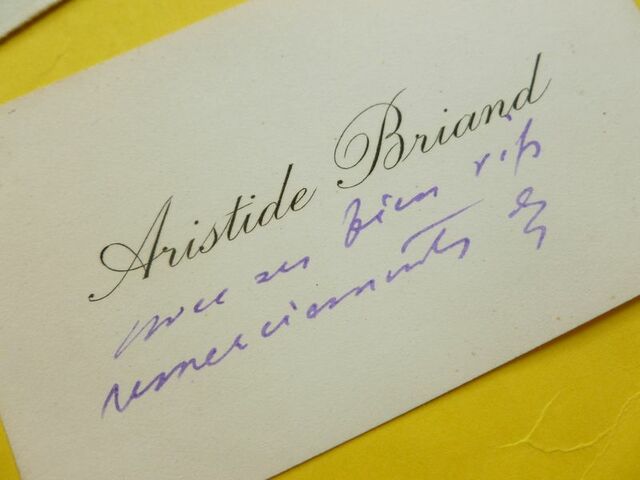 Aristide Briand
avec ses bien vifs
remerciements